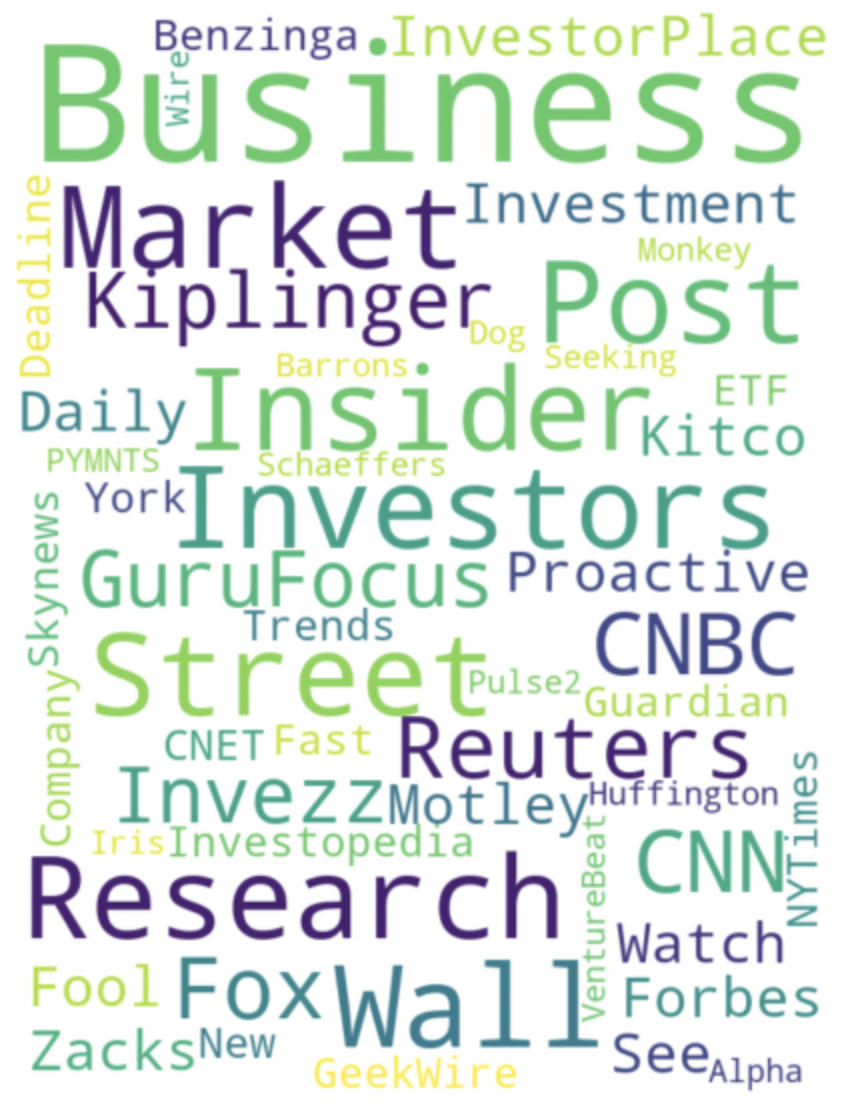 Benzinga InvestorPlace
Wire
Business
Deadline
Market Investment
Monkey
Kiplinger Post
Dog
Barrons Seeking
Daily Insider ETF
Kitco
PYMNTS Schaeffers
York Investors
Skynews
GuruFocus Proactive
Trends CNBC
Street Pulse2
Company
Guardian
CNET Fast Reuters
Invezz Motley Huffington
NYTimes
Iris Investopedia CNN
VentureBeat
Research
Watch
Fool Fox Wall Forbes
Zacks New See
GeekWire Alpha